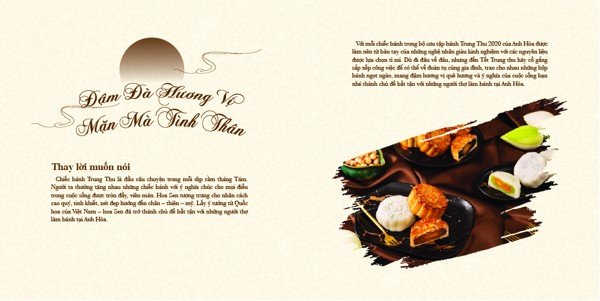 Đậm Đà Hương Vị
Mặn Mà Tình Thân
Thay lời muốn nói
Chiếc bánh Trung Thu là đầu câu chuyện trong mỗi dịp rằm tháng Tám.
Người ta thường tặng nhau những chiếc bánh với ý nghĩa chúc cho mọi điều
trong cuộc sống được tròn đầy, viên mãn. Hoa Sen tượng trưng cho nhân cách
cao quý, tinh khiết, nét đẹp hướng đến chân – thiện – mỹ. Lấy ý tưởng từ Quốc
hoa của Việt Nam – hoa Sen đã trở thành chủ đề bất tận với những người thợ
làm bánh tại Anh Hòa.
Với mỗi chiếc bánh trong bộ sưu tập bánh Trung Thu 2020 của Anh Hòa được
làm nên từ bàn tay của những nghệ nhân giàu kinh nghiệm với các nguyên liệu
được lựa chọn tỉ mỉ. Dù đi đâu về đâu, nhưng đến Tết Trung thu hãy cố gắng
sắp xếp công việc để có thể về đoàn tụ cùng gia đình, trao cho nhau những hộp
bánh ngọt ngào, mang đậm hương vị quê hương và ý nghĩa của cuộc sống bạn
nhé thành chủ đề bất tận với những người thợ làm bánh tại Anh Hòa.